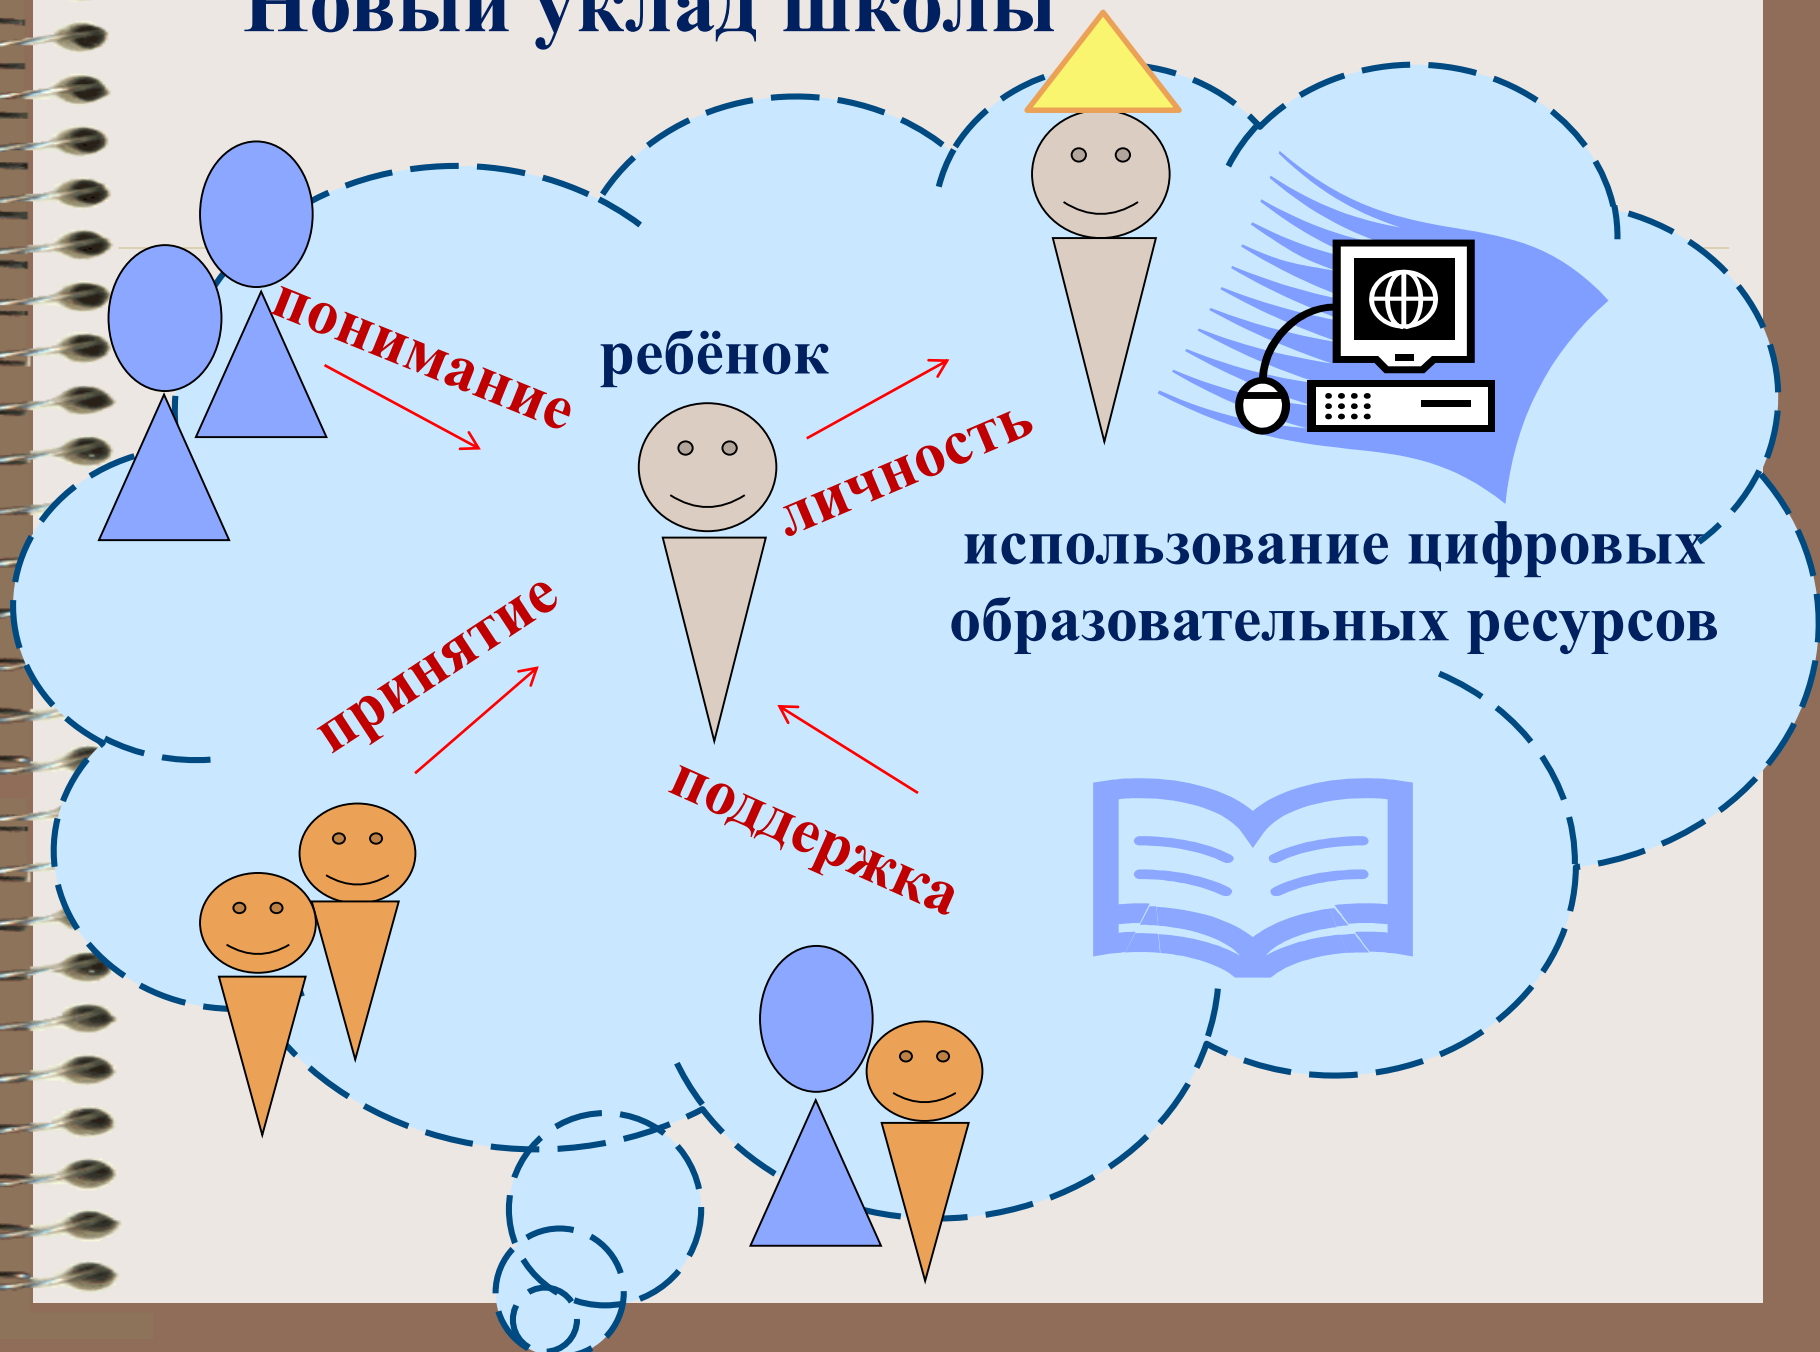 Новый уклад школы
понимание
ребёнок
личность
использование цифровых
образовательных ресурсов
принятие
поддержка